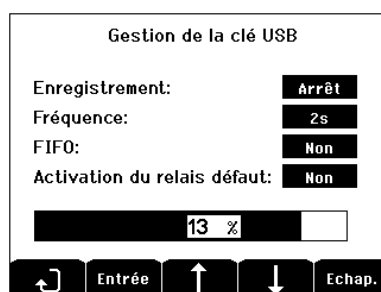 Gestion de la clé USB
Enregistrement: Arrêt
Fréquence: 2s
FIFO: Non
Activation du relais défaut: Non
13 %
Entrée Echap.